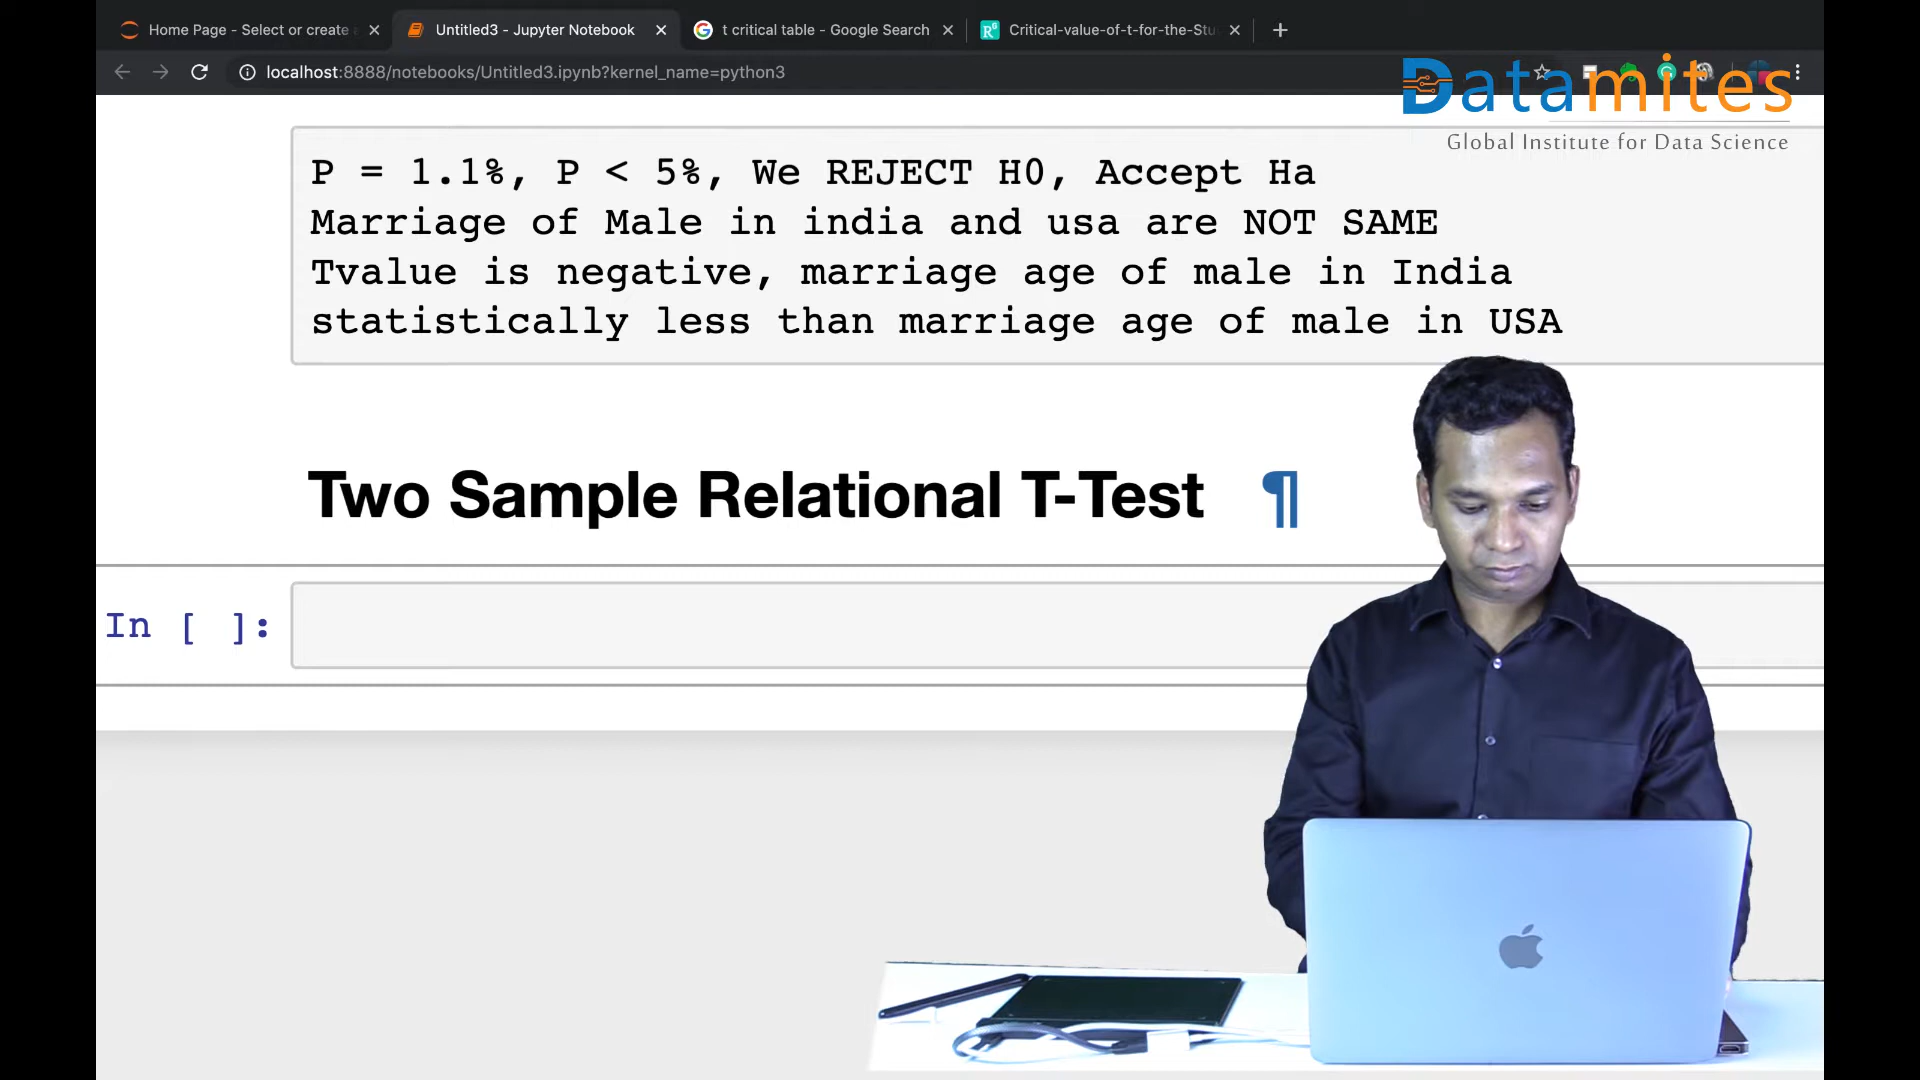 Home Page - Select or create a
Untitled3 - Jupyter Notebook
t critical table - Google Search
Critical-value-of-t-for-the-Stu
localhost:8888/notebooks/Untitled3.ipynb?kernel_name=python3
Datamites
Global Institute for Data Science
P = 1.1%, P < 5%, We REJECT H0, Accept Ha
Marriage of Male in india and usa are NOT SAME
Tvalue is negative, marriage age of male in India
statistically less than marriage age of male in USA
Two Sample Relational T-Test ¶
In [ ]: